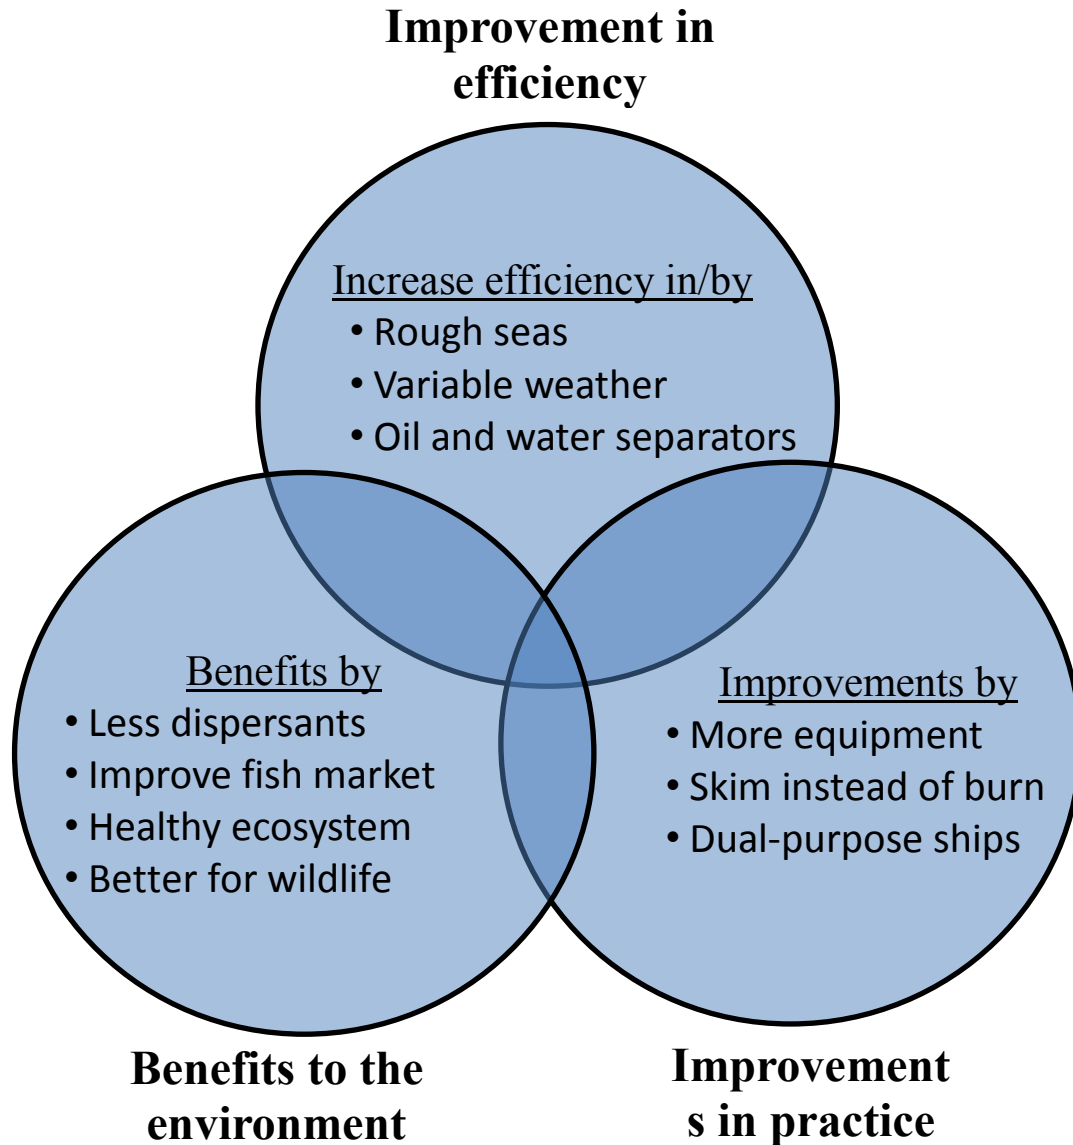 Improvement in
efficiency
Increase efficiency in/by
• Rough seas
• Variable weather
• Oil and water separators
Benefits by
• Less dispersants
• Improve fish market
• Healthy ecosystem
• Better for wildlife
Improvements by
• More equipment
• Skim instead of burn
• Dual-purpose ships
Benefits to the
environment
Improvement
s in practice